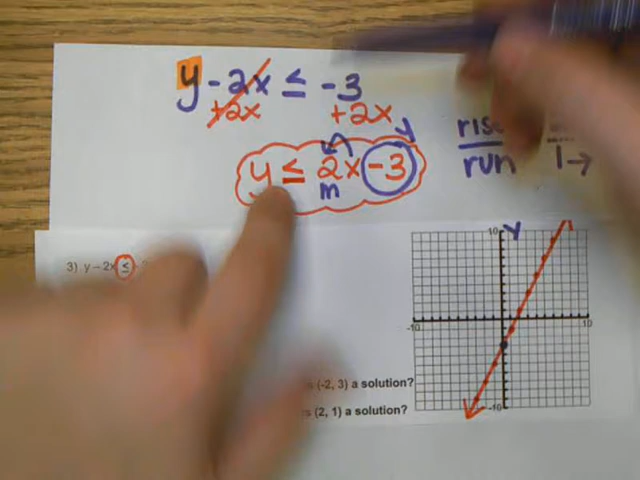 y - 2x ≤ -3
+2x +2x
y ≤ 2x - 3
m
run 1→
3) y – 2x ≤
10 y
-10 10
-10
(-2, 3) a solution?
(2, 1) a solution?